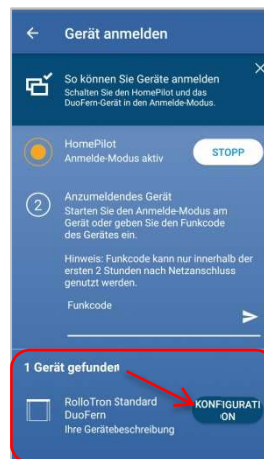 Gerät anmelden
So können Sie Geräte anmelden
Schalten Sie den HomePilot und das
DuoFern-Gerät in den Anmelde-Modus.
HomePilot
Anmelde-Modus aktiv
STOPP
2
Anzumeldendes Gerät
Starten Sie den Anmelde-Modus am
Gerät oder geben Sie den Funkcode
des Gerätes ein.
Hinweis: Funkcode kann nur innerhalb der
ersten 2 Stunden nach Netzanschluss
genutzt werden.
Funkcode
1 Gerät gefunden
RolloTron Standard
DuoFern
Ihre Gerätebeschreibung
KONFIGURATI
ON